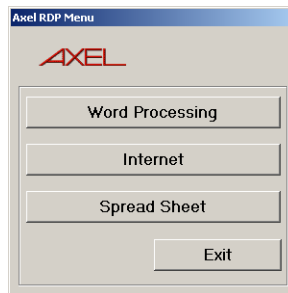 Axel RDP Menu
AXEL
Word Processing
Internet
Spread Sheet
Exit